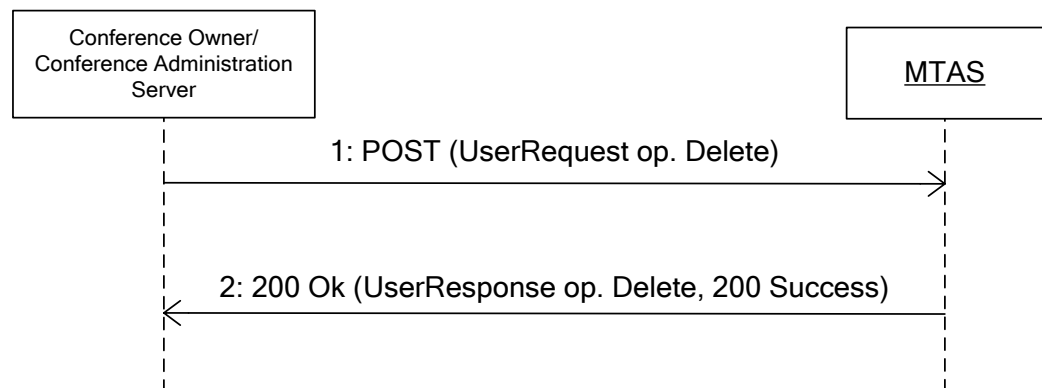 Conference Owner/
Conference Administration
Server
MTAS
1: POST (UserRequest op. Delete)
2: 200 Ok (UserResponse op. Delete, 200 Success)